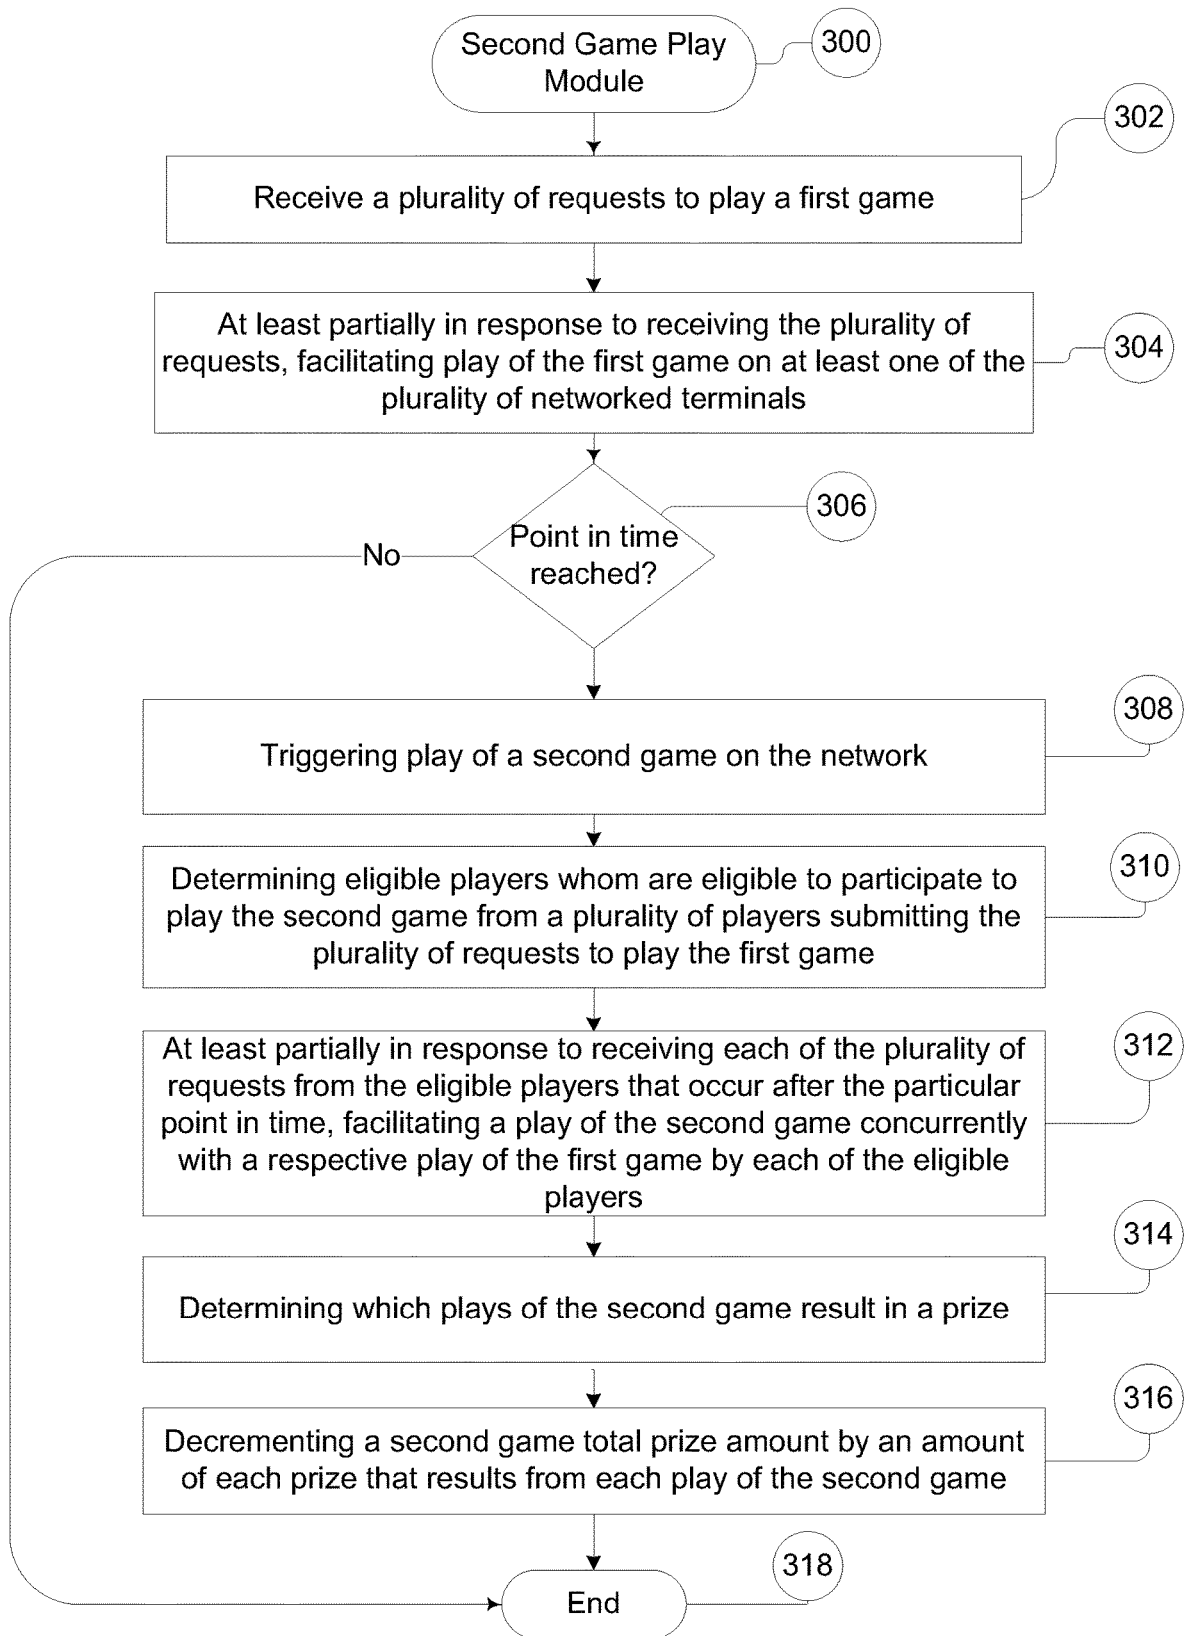 Second Game Play
Module
300
302
Receive a plurality of requests to play a first game
At least partially in response to receiving the plurality of
requests, facilitating play of the first game on at least one of the
plurality of networked terminals
304
306
Point in time
reached?
No
308
Triggering play of a second game on the network
310
Determining eligible players whom are eligible to participate to
play the second game from a plurality of players submitting the
plurality of requests to play the first game
312
At least partially in response to receiving each of the plurality of
requests from the eligible players that occur after the particular
point in time, facilitating a play of the second game concurrently
with a respective play of the first game by each of the eligible
players
314
Determining which plays of the second game result in a prize
316
Decrementing a second game total prize amount by an amount
of each prize that results from each play of the second game
318
End